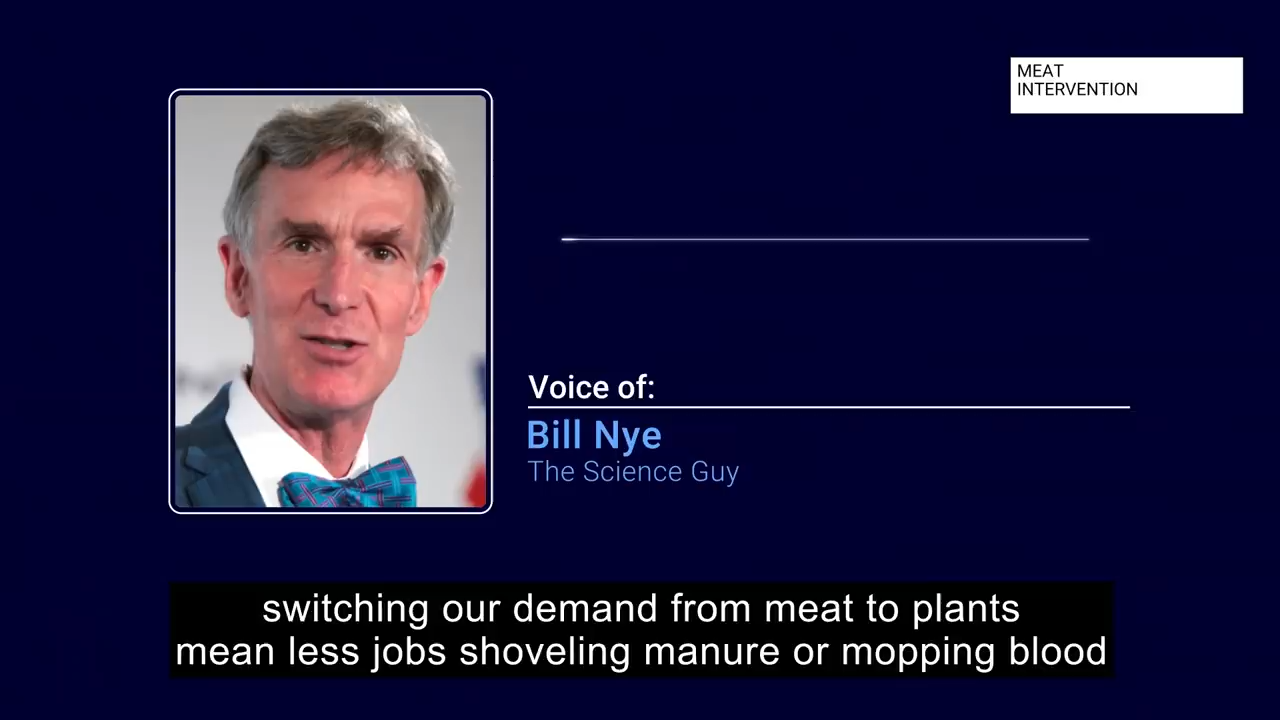 MEAT
INTERVENTION
Voice of:
Bill Nye
The Science Guy
switching our demand from meat to plants
mean less jobs shoveling manure or mopping blood